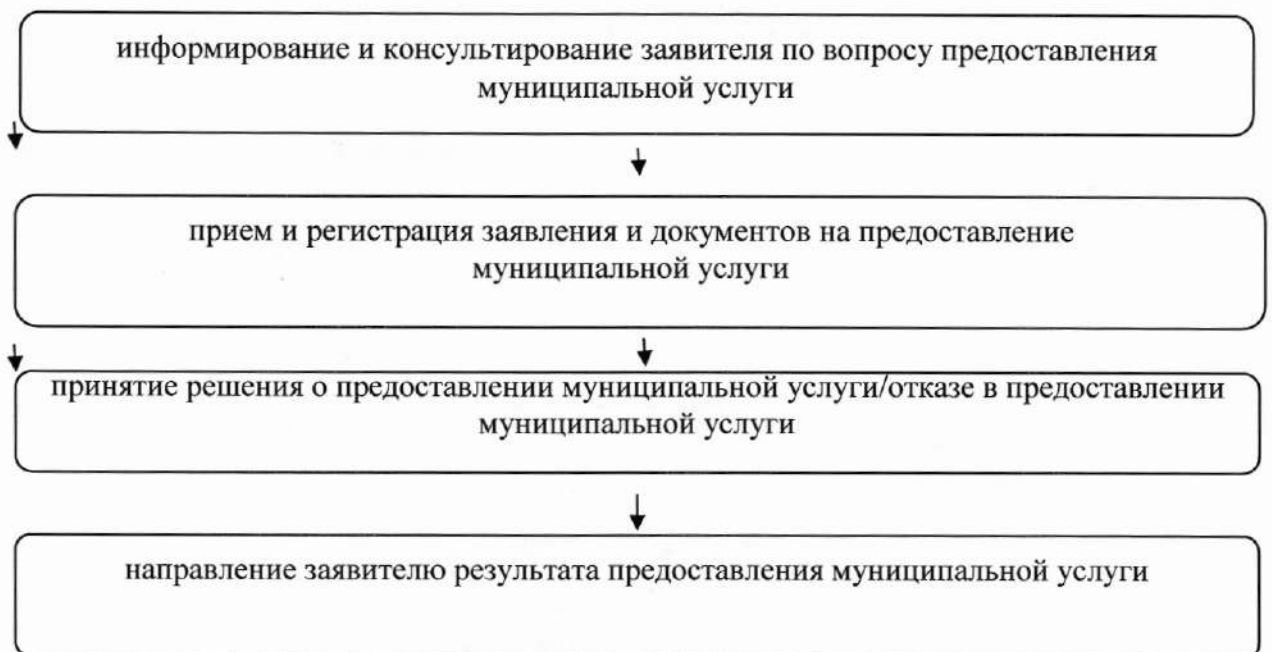 информирование и консультирование заявителя по вопросу предоставления
муниципальной услуги
прием и регистрация заявления и документов на предоставление
муниципальной услуги
принятие решения о предоставлении муниципальной услуги/отказе в предоставлении
муниципальной услуги
направление заявителю результата предоставления муниципальной услуги